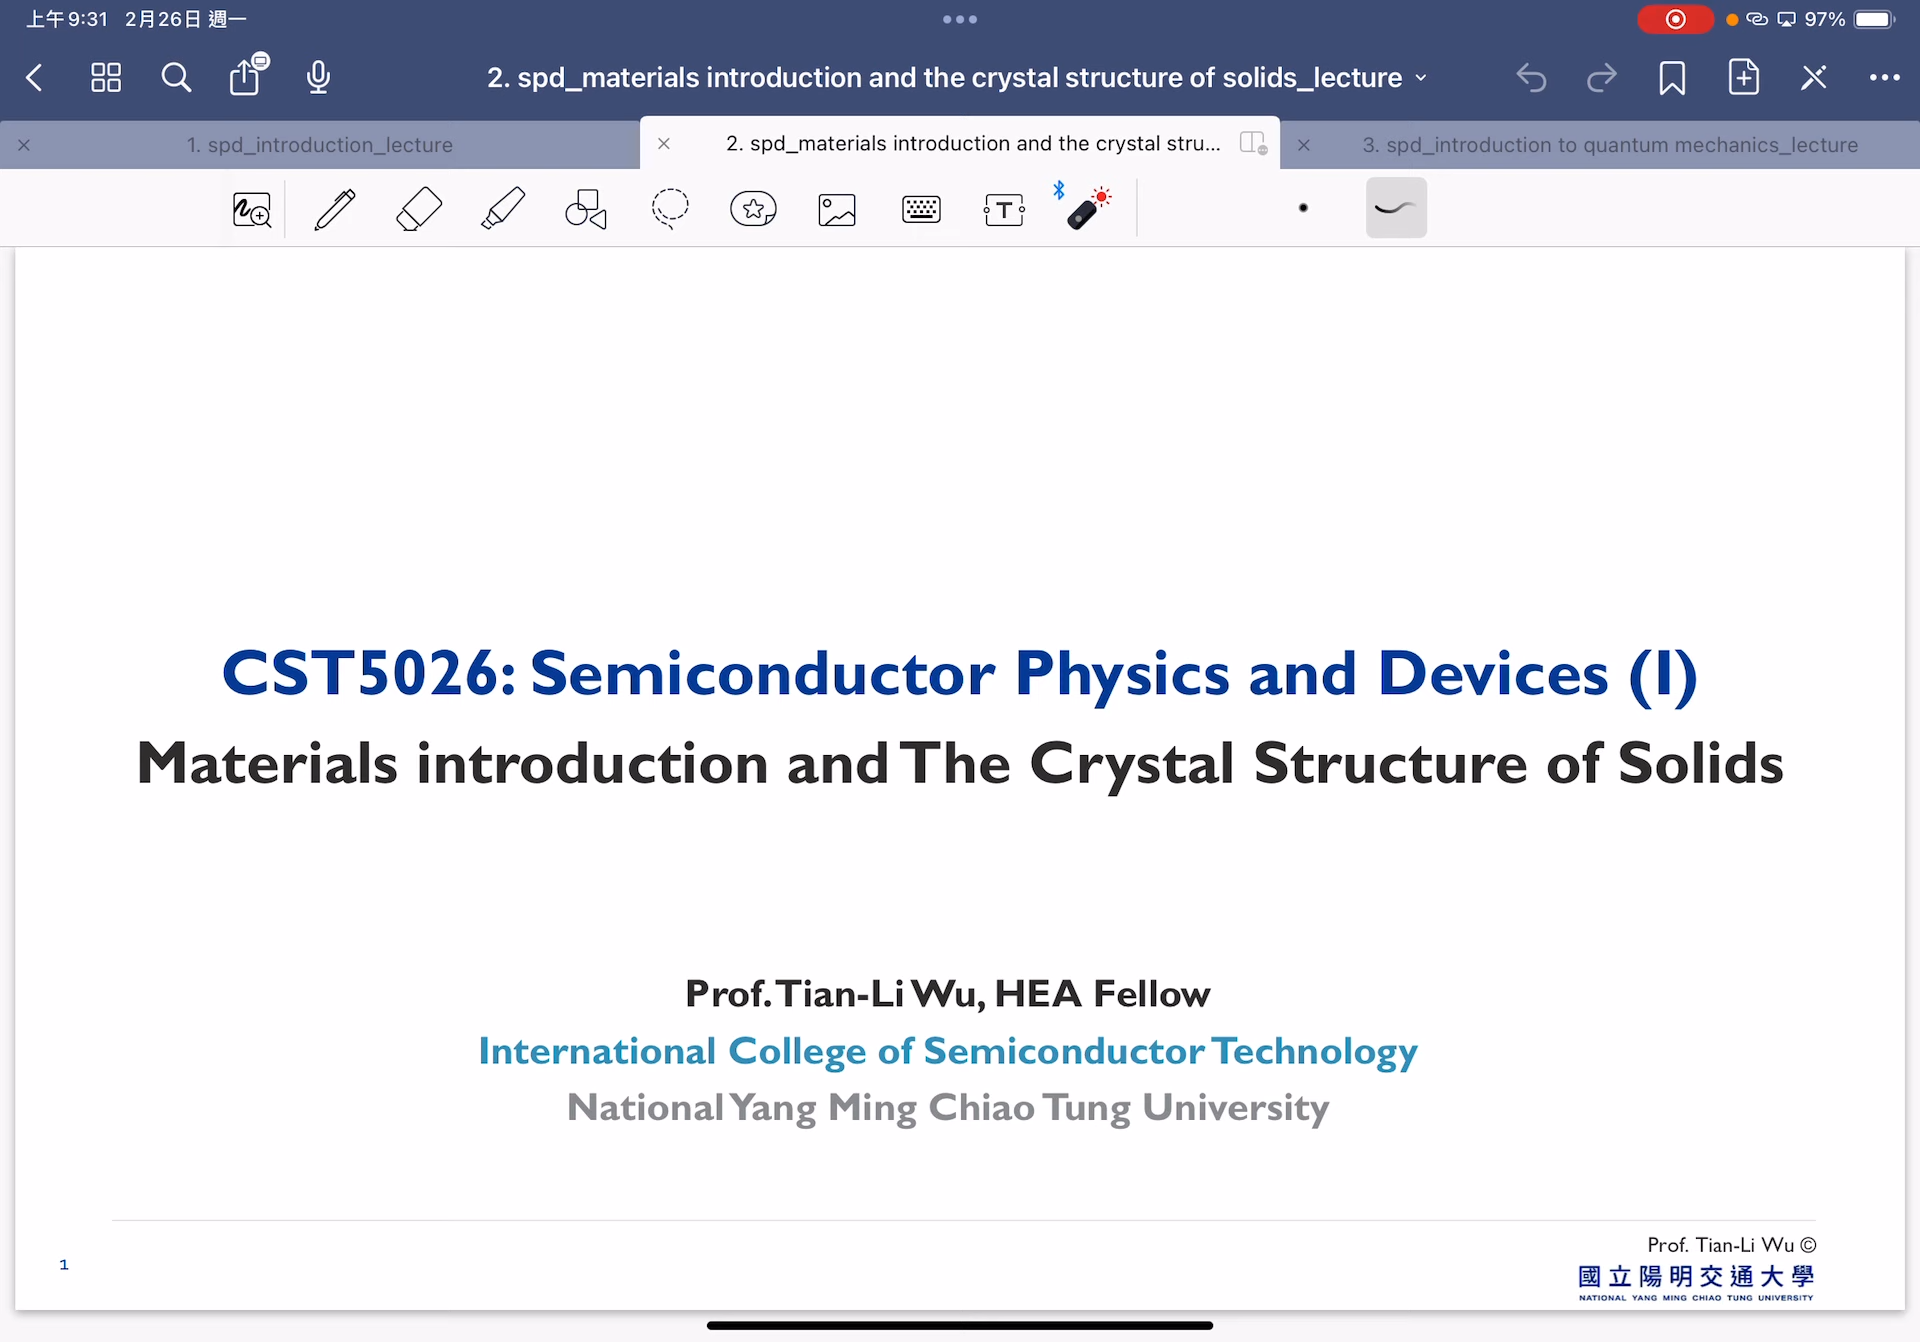 上午9:31 2月26日 週一
97%
2. spd_materials introduction and the crystal structure of solids_lecture
1. spd_introduction_lecture
2. spd_materials introduction and the crystal stru...
3. spd_introduction to quantum mechanics_lecture
T
CST5026: Semiconductor Physics and Devices (I)
Materials introduction and The Crystal Structure of Solids
Prof. Tian-Li Wu, HEA Fellow
International College of Semiconductor Technology
National Yang Ming Chiao Tung University
Prof. Tian-Li Wu ©
1
國立陽明交通大學
NATIONAL YANG MING CHIAO TUNG UNIVERSITY